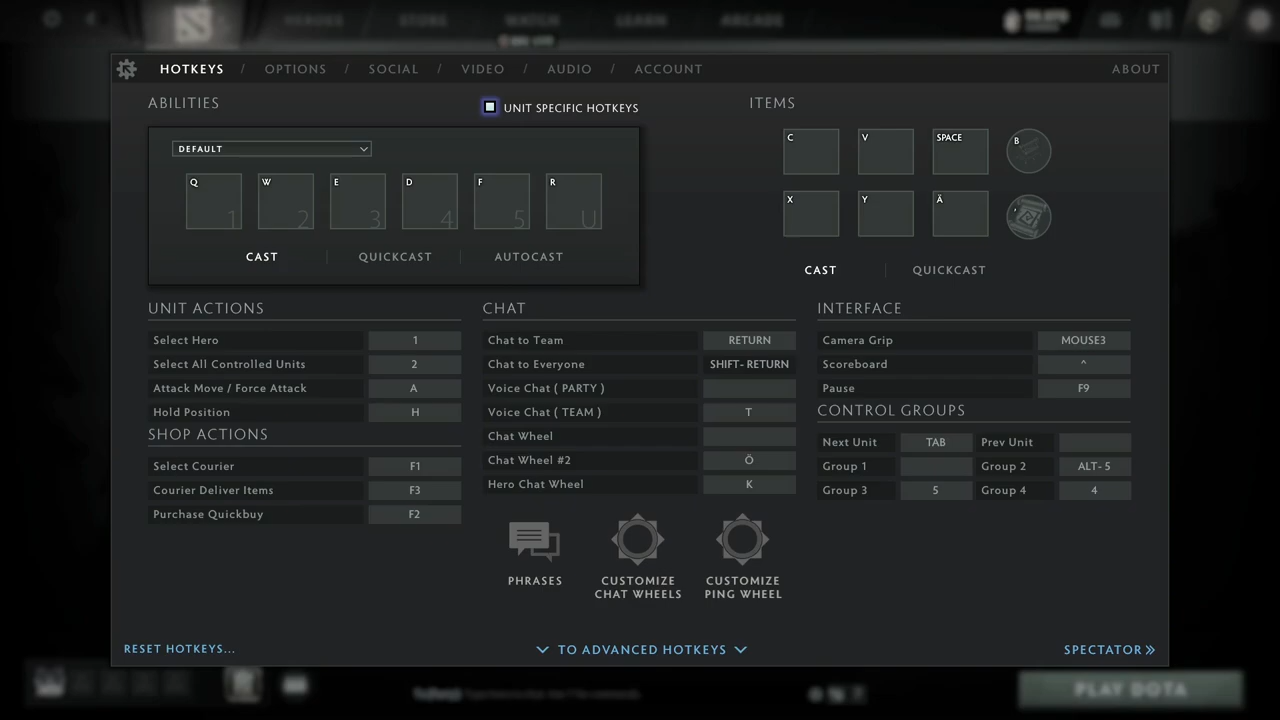 HEROES STORE WATCH LEARN ARCADE
HOTKEYS / OPTIONS / SOCIAL / VIDEO / AUDIO / ACCOUNT ABOUT
ABILITIES
UNIT SPECIFIC HOTKEYS
DEFAULT
Q W E D F R
1 2 3 4 5 U
CAST QUICKCAST AUTOCAST
ITEMS
C V SPACE B
X Y Ä
CAST QUICKCAST
UNIT ACTIONS
Select Hero 1
Select All Controlled Units 2
Attack Move / Force Attack A
Hold Position H
SHOP ACTIONS
Select Courier F1
Courier Deliver Items F3
Purchase Quickbuy F2
CHAT
Chat to Team RETURN
Chat to Everyone SHIFT- RETURN
Voice Chat ( PARTY )
Voice Chat ( TEAM ) T
Chat Wheel
Chat Wheel #2 Ö
Hero Chat Wheel K
PHRASES
CUSTOMIZE
CHAT WHEELS
CUSTOMIZE
PING WHEEL
INTERFACE
Camera Grip MOUSE3
Scoreboard ^
Pause F9
CONTROL GROUPS
Next Unit TAB Prev Unit
Group 1 Group 2 ALT- 5
Group 3 5 Group 4 4
RESET HOTKEYS...
TO ADVANCED HOTKEYS
SPECTATOR
PLAY DOTA